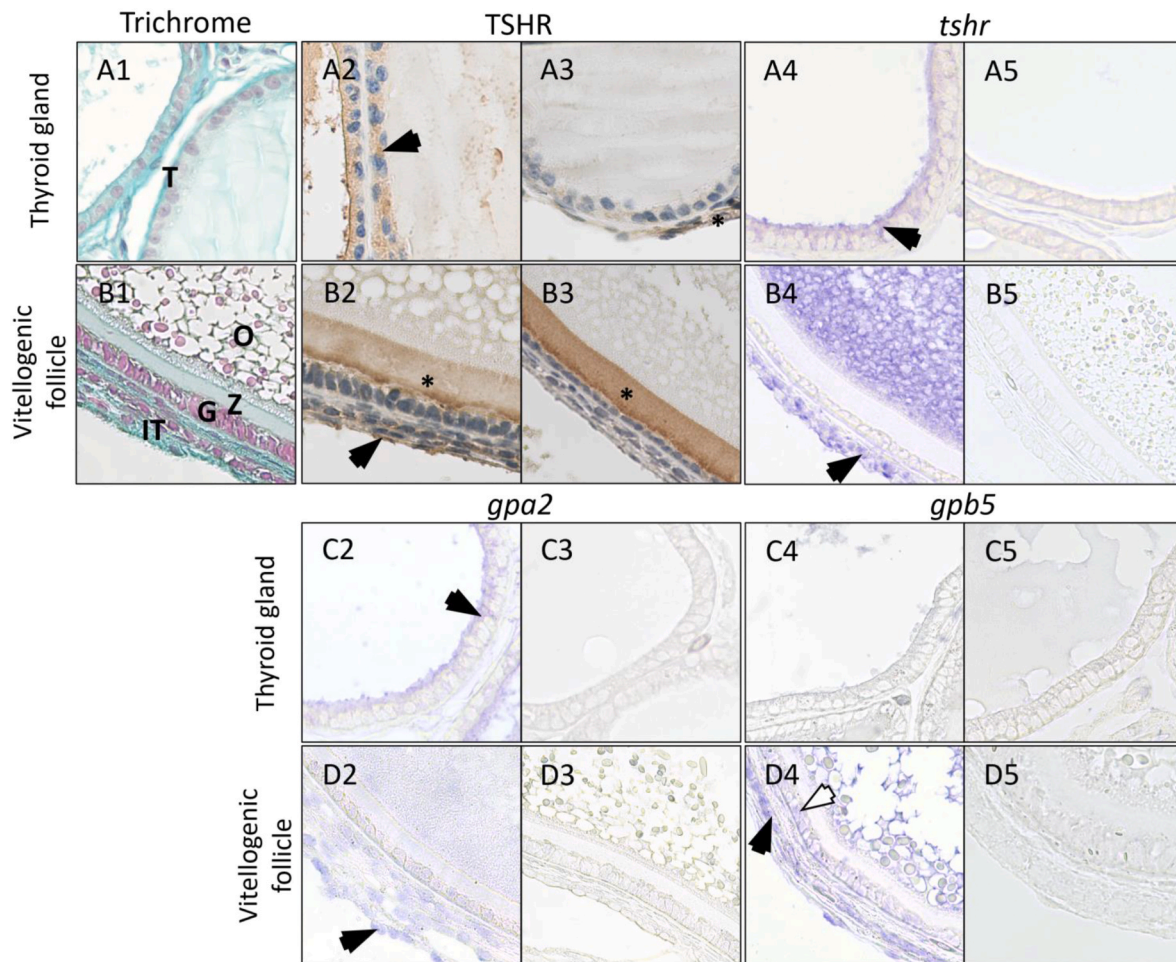 Trichrome TSHR tshr
Thyroid gland
A1 A2 A3 A4 A5
T
*
Vitellogenic
follicle
B1 B2 B3 B4 B5
O
Z
G
IT
*
*
gpa2 gpb5
Thyroid gland
C2 C3 C4 C5
Vitellogenic
follicle
D2 D3 D4 D5